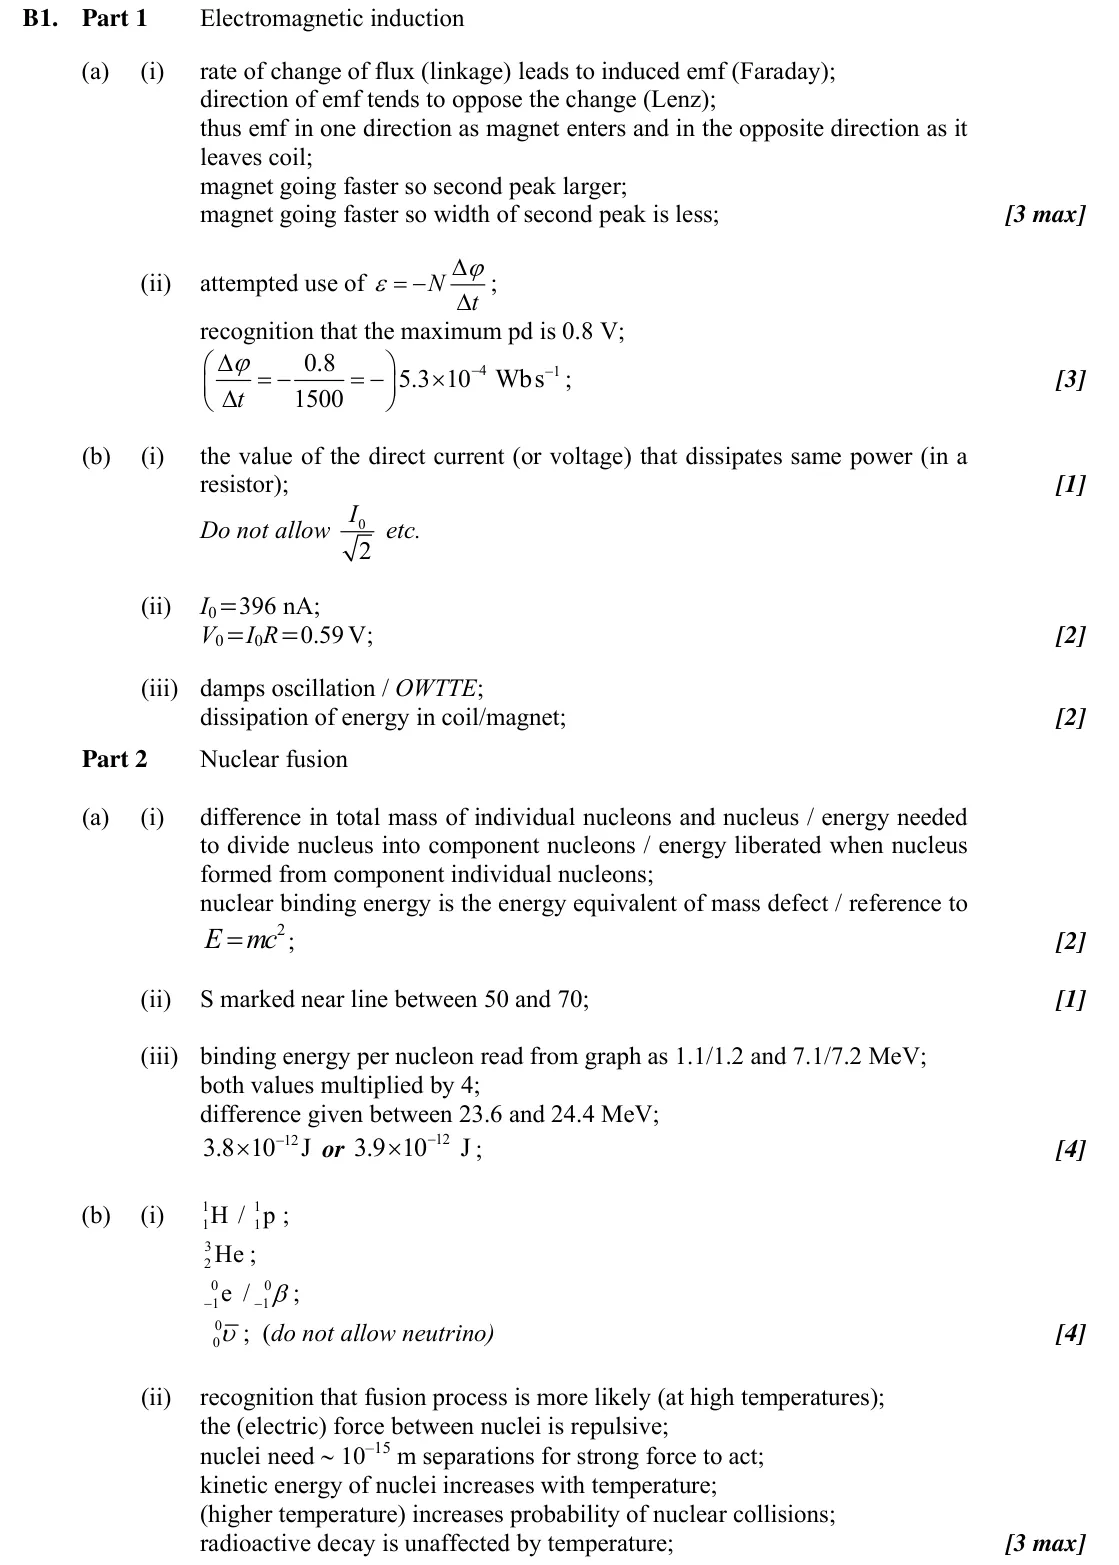 B1. Part 1 Electromagnetic induction
(a) (i) rate of change of flux (linkage) leads to induced emf (Faraday);
direction of emf tends to oppose the change (Lenz);
thus emf in one direction as magnet enters and in the opposite direction as it
leaves coil;
magnet going faster so second peak larger;
magnet going faster so width of second peak is less; [3 max]
(ii) attempted use of ε = −N Δφ/Δt ;
recognition that the maximum pd is 0.8 V;
(Δφ/Δt = − 0.8/1500 = −) 5.3×10⁻⁴ Wb s⁻¹ ; [3]
(b) (i) the value of the direct current (or voltage) that dissipates same power (in a
resistor); [1]
Do not allow I₀/√2 etc.
(ii) I₀=396 nA;
V₀=I₀R=0.59 V; [2]
(iii) damps oscillation / OWTTE;
dissipation of energy in coil/magnet; [2]
Part 2 Nuclear fusion
(a) (i) difference in total mass of individual nucleons and nucleus / energy needed
to divide nucleus into component nucleons / energy liberated when nucleus
formed from component individual nucleons;
nuclear binding energy is the energy equivalent of mass defect / reference to
E=mc²; [2]
(ii) S marked near line between 50 and 70; [1]
(iii) binding energy per nucleon read from graph as 1.1/1.2 and 7.1/7.2 MeV;
both values multiplied by 4;
difference given between 23.6 and 24.4 MeV;
3.8×10⁻¹² J or 3.9×10⁻¹² J ; [4]
(b) (i) ¹₁H / ¹₁p ;
³₂He ;
⁰₋₁e / ⁰₋₁β ;
⁰₀ῡ ; (do not allow neutrino) [4]
(ii) recognition that fusion process is more likely (at high temperatures);
the (electric) force between nuclei is repulsive;
nuclei need ~ 10⁻¹⁵ m separations for strong force to act;
kinetic energy of nuclei increases with temperature;
(higher temperature) increases probability of nuclear collisions;
radioactive decay is unaffected by temperature; [3 max]